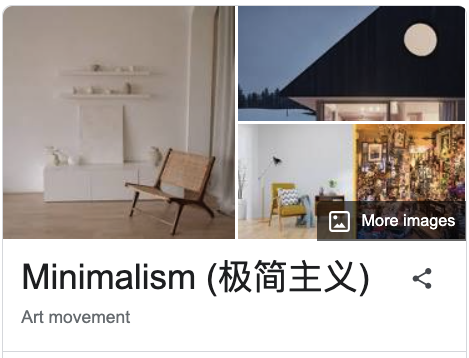 More images
Minimalism (极简主义)
Art movement